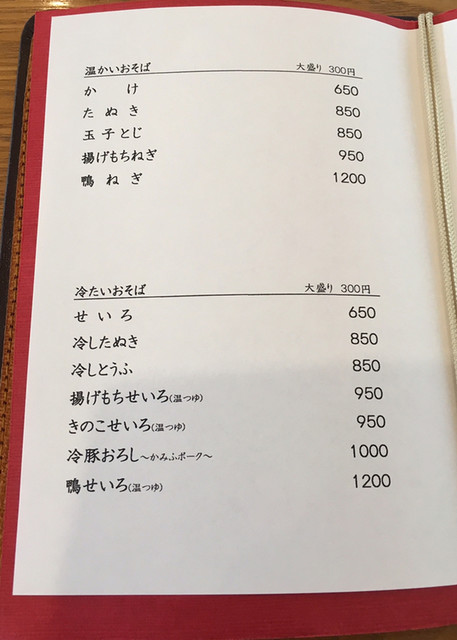 温かいおそば 大盛り 300円
かけ 650
たぬき 850
玉子とじ 850
揚げもちねぎ 950
鴨ねぎ 1200
冷たいおそば 大盛り 300円
せいろ 650
冷したぬき 850
冷しとうふ 850
揚げもちせいろ(温つゆ) 950
きのこせいろ(温つゆ) 950
冷豚おろし〜かみふポーク〜 1000
鴨せいろ(温つゆ) 1200